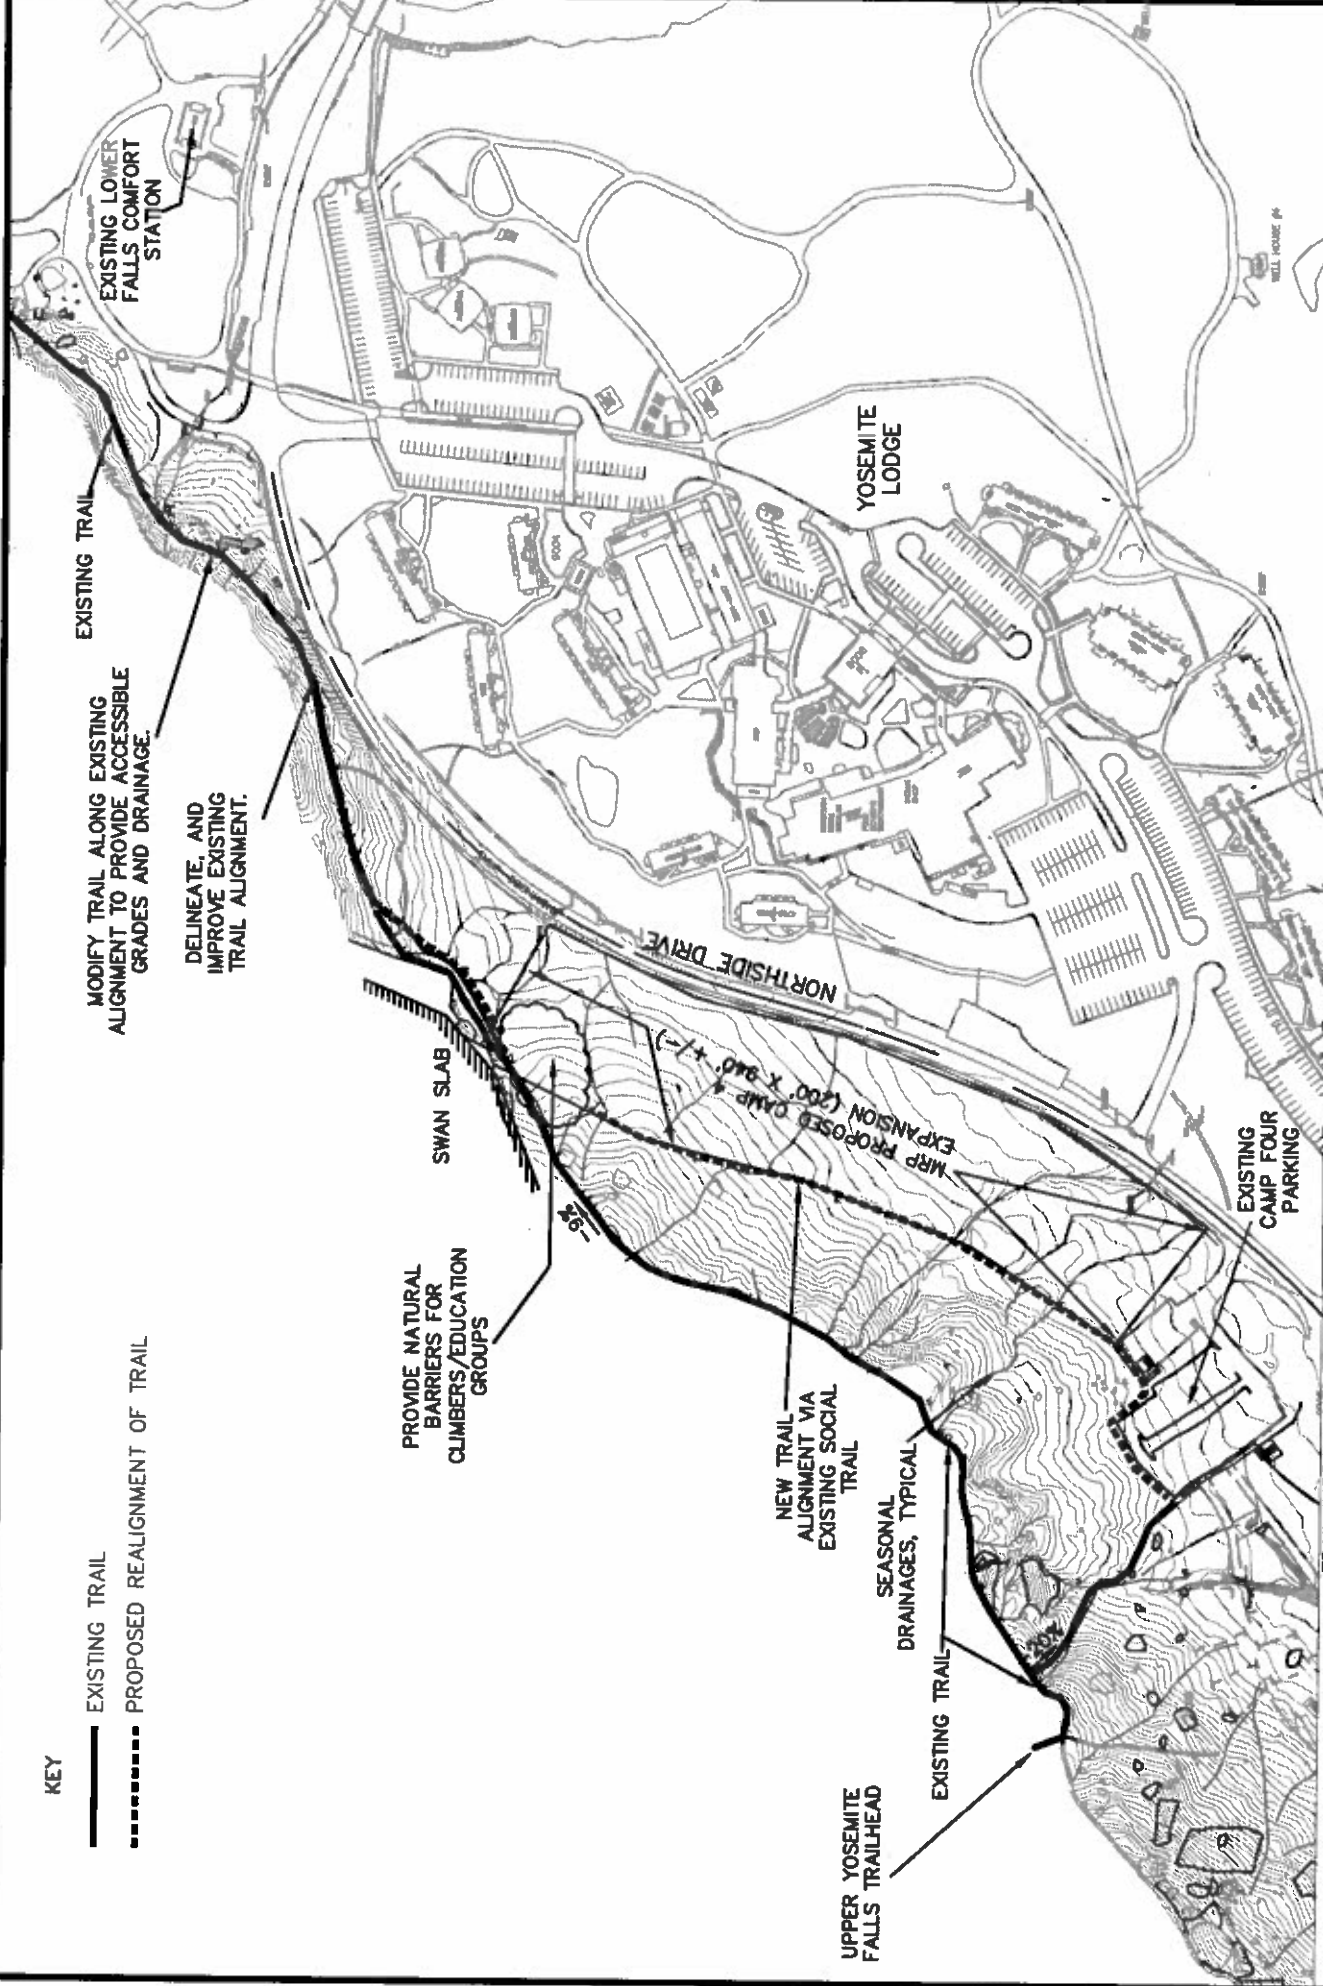 KEY
EXISTING TRAIL
PROPOSED REALIGNMENT OF TRAIL
MODIFY TRAIL ALONG EXISTING
ALIGNMENT TO PROVIDE ACCESSIBLE
GRADES AND DRAINAGE.
EXISTING TRAIL
EXISTING LOWER
FALLS COMFORT
STATION
DELINEATE, AND
IMPROVE EXISTING
TRAIL ALIGNMENT.
SWAN SLAB
PROVIDE NATURAL
BARRIERS FOR
CLIMBERS/EDUCATION
GROUPS
NORTHSIDE DRIVE
MRP PROPOSED CAMP 4
EXPANSION (200' X 940' +/-)
YOSEMITE
LODGE
NEW TRAIL
ALIGNMENT VIA
EXISTING SOCIAL
TRAIL
SEASONAL
DRAINAGES, TYPICAL
EXISTING TRAIL
20%
UPPER YOSEMITE
FALLS TRAILHEAD
EXISTING
CAMP FOUR
PARKING
WELL HOUSE #4